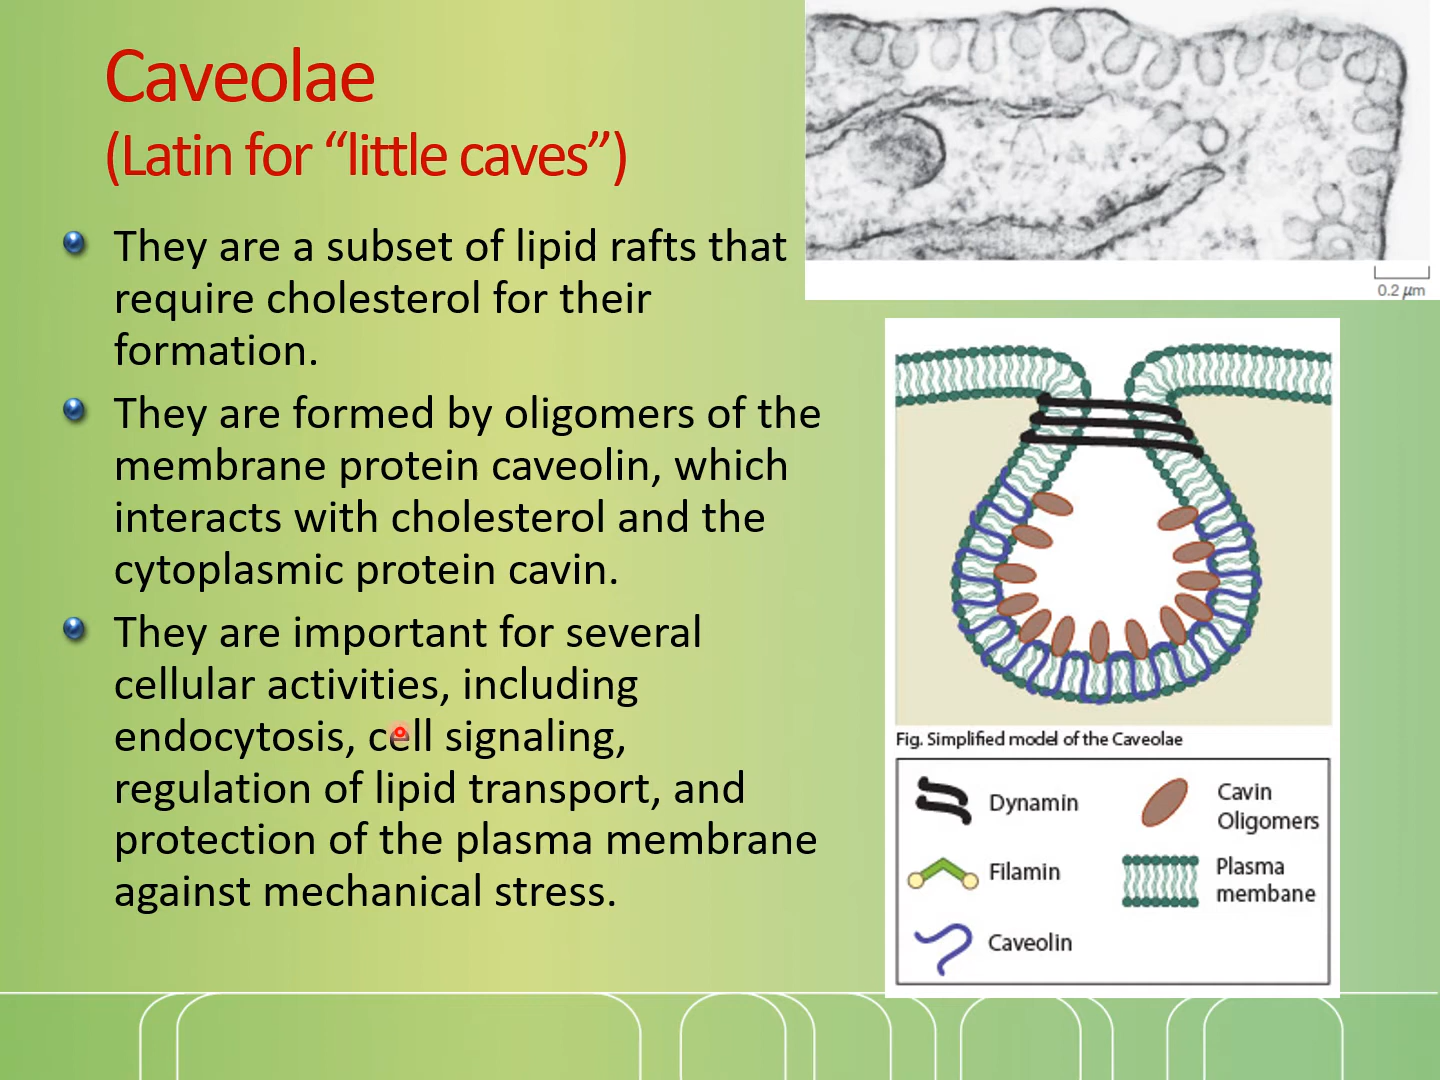 Caveolae
(Latin for “little caves”)
They are a subset of lipid rafts that
require cholesterol for their
formation.
They are formed by oligomers of the
membrane protein caveolin, which
interacts with cholesterol and the
cytoplasmic protein cavin.
They are important for several
cellular activities, including
endocytosis, cell signaling,
regulation of lipid transport, and
protection of the plasma membrane
against mechanical stress.
0.2 µm
Fig. Simplified model of the Caveolae
Dynamin
Filamin
Caveolin
Cavin
Oligomers
Plasma
membane